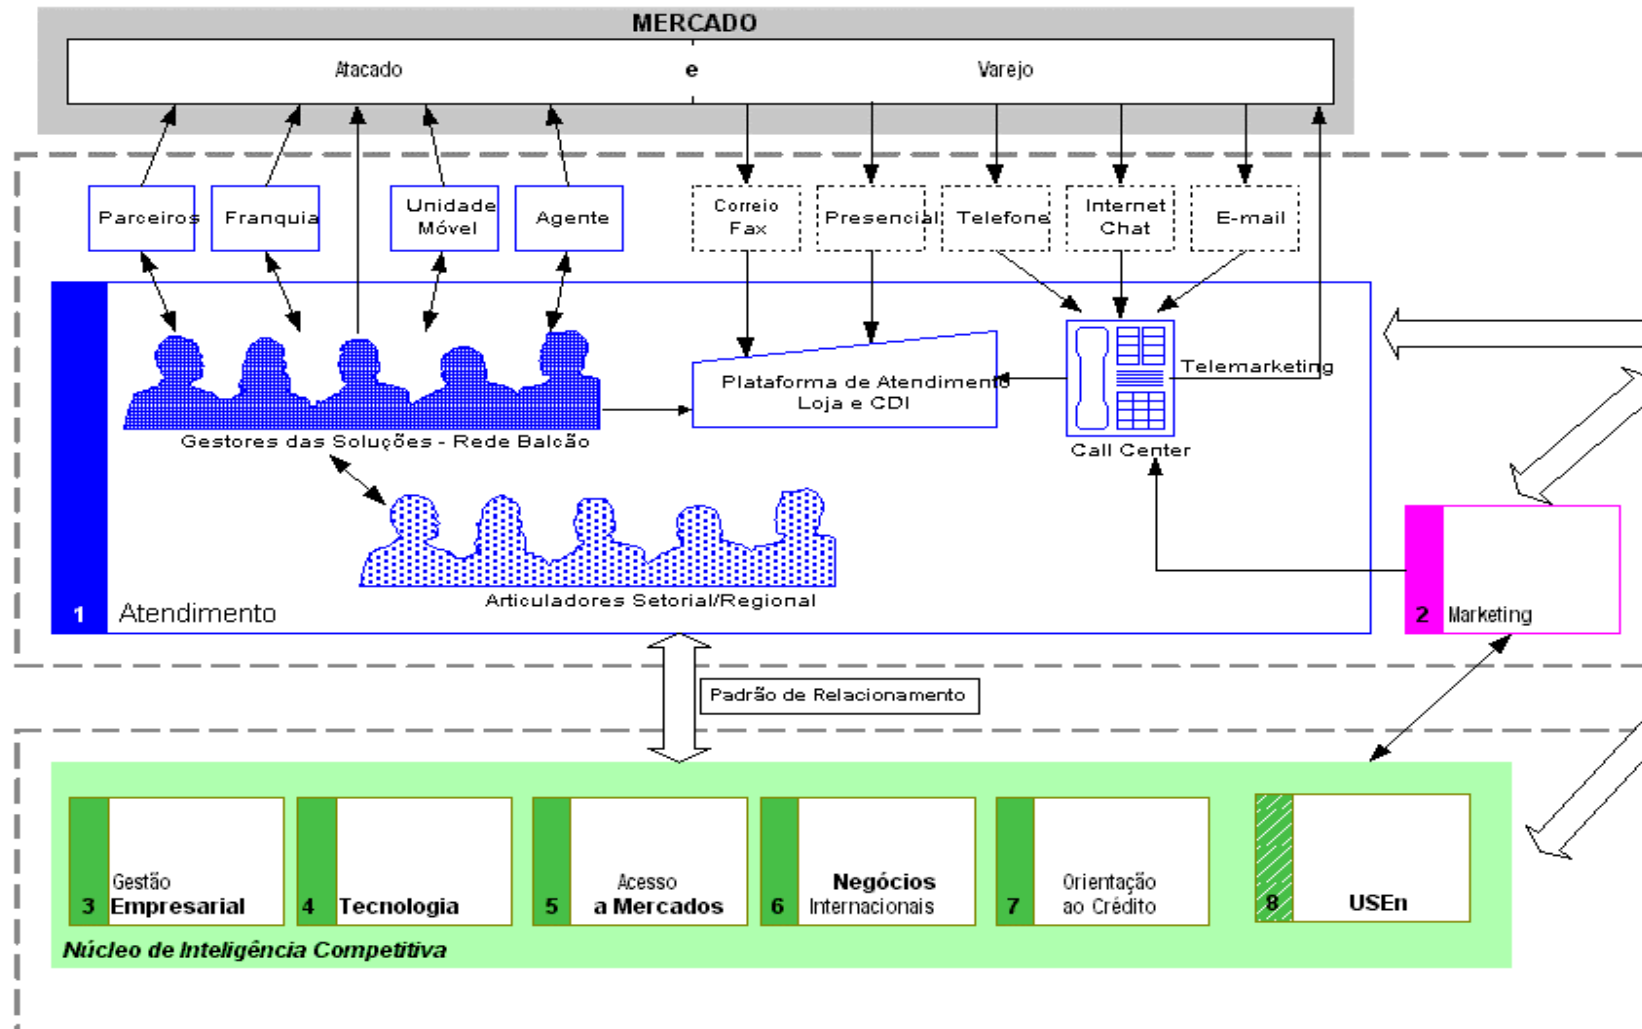 MERCADO
Atacado e Varejo
Parceiros
Franquia
Unidade
Móvel
Agente
Correio
Fax
Presencial
Telefone
Internet
Chat
E-mail
Plataforma de Atendimento
Loja e CDI
Telemarketing
Call Center
Gestores das Soluções - Rede Balcão
Articuladores Setorial/Regional
1 Atendimento
2 Marketing
Padrão de Relacionamento
3 Gestão
Empresarial
4 Tecnologia
5 Acesso
a Mercados
6 Negócios
Internacionais
7 Orientação
ao Crédito
8 USEn
Núcleo de Inteligência Competitiva